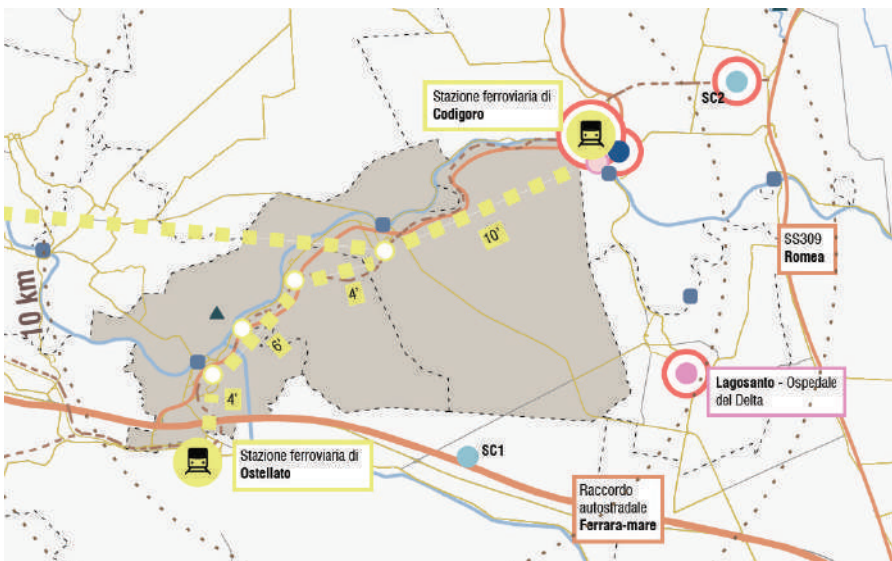 Stazione ferroviaria di
Codigoro
SC2
10'
SS309
Romea
4'
10 km
6'
4'
Lagosanto - Ospedale
del Delta
SC1
Stazione ferroviaria di
Ostellato
Raccordo
autostradale
Ferrara-mare